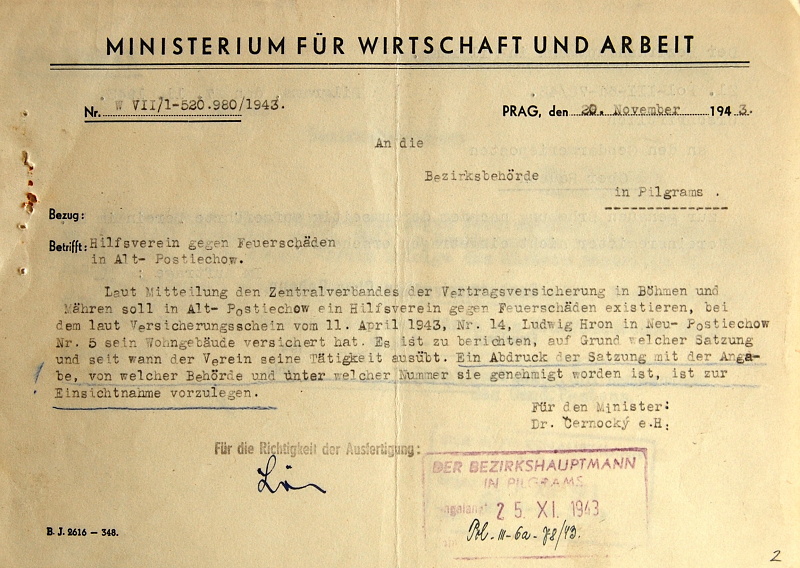 MINISTERIUM FÜR WIRTSCHAFT UND ARBEIT
Nr. W VII/1-520.980/1943.
PRAG, den 20. November 1943.
An die
Bezirksbehörde
in Pilgrams .
Bezug:
Betrifft: Hilfsverein gegen Feuerschäden
in Alt- Postiechow.
Laut Mitteilung den Zentralverbandes der Vertragsversicherung in Böhmen und
Mähren soll in Alt- Postiechow ein Hilfsverein gegen Feuerschäden existieren, bei
dem laut Versicherungsschein vom 11. April 1943, Nr. 14, Ludwig Hron in Neu- Postiechow
Nr. 5 sein Wohngebäude versichert hat. Es ist zu berichten, auf Grund welcher Satzung
und seit wann der Verein seine Tätigkeit ausübt. Ein Abdruck der Satzung mit der Anga-
be, von welcher Behörde und unter welcher Nummer sie genehmigt worden ist, ist zur
Einsichtnahme vorzulegen.
Für den Minister:
Dr. Černocký e.H.
Für die Richtigkeit der Ausfertigung:
DER BEZIRKSHAUPTMANN
IN PILGRAMS
25. XI. 1943
Pol.-III-6a-78/43.
B. J. 2616 — 348.
2